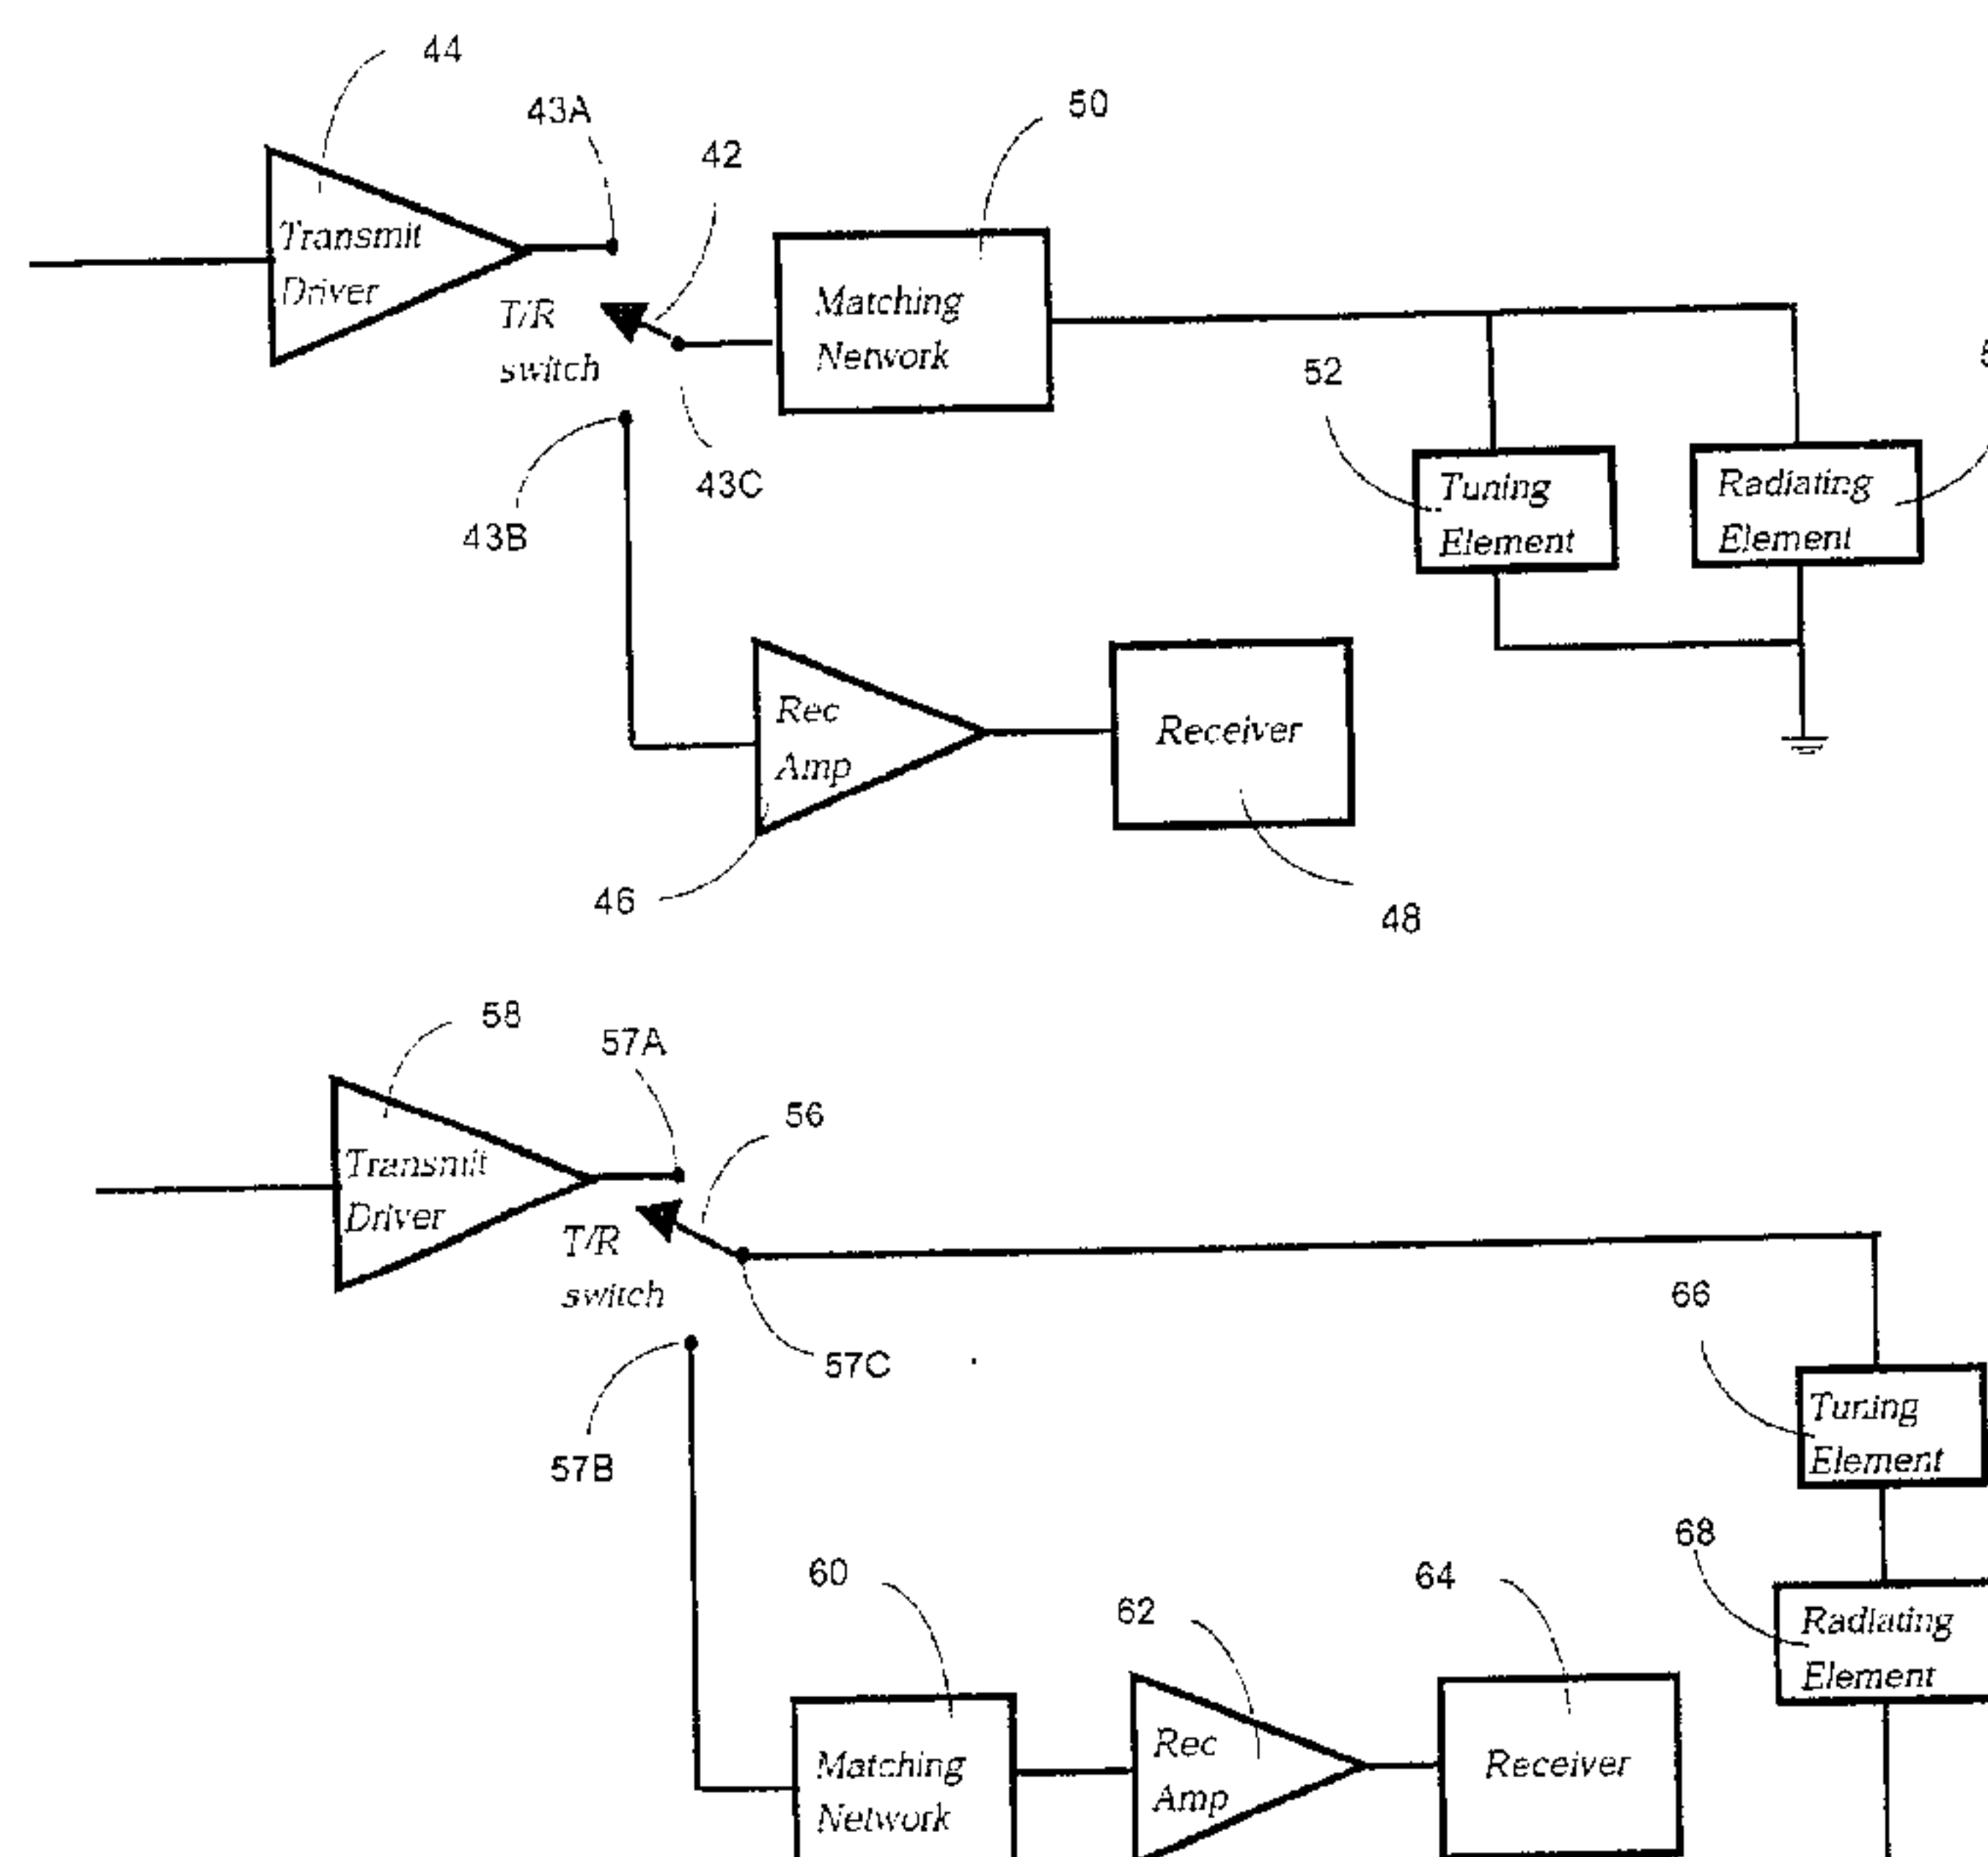 44
43A
50
42
Transmit
Driver
T/R
switch
Matching
Network
52
43C
43B
Tuning
Element
Radiating
Element
Rec
Amp
Receiver
46
48
58
57A
56
Transmit
Driver
T/R
switch
66
57C
57B
Tuning
Element
68
60
64
62
Radiating
Element
Matching
Network
Rec
Amp
Receiver